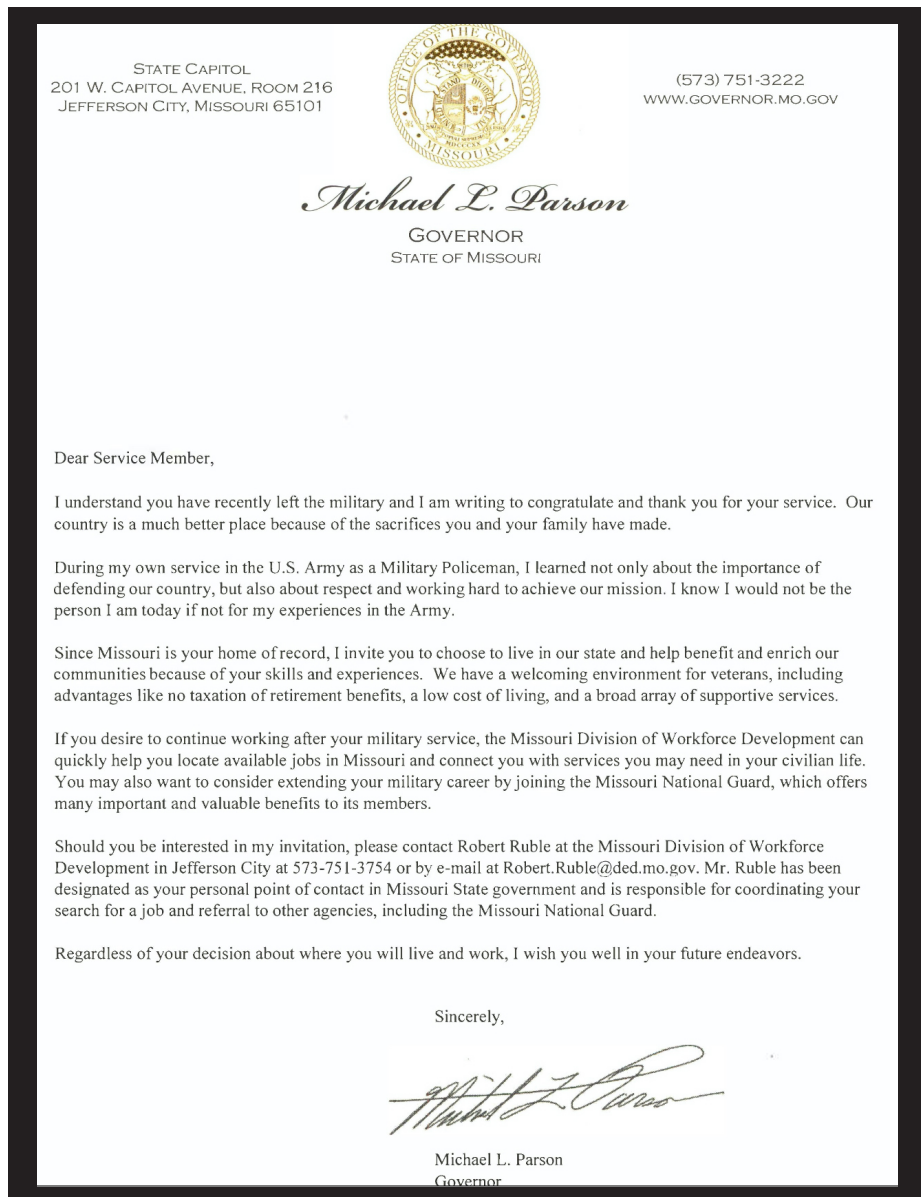 STATE CAPITOL
201 W. CAPITOL AVENUE, ROOM 216
JEFFERSON CITY, MISSOURI 65101
OFFICE OF THE GOVERNOR
MISSOURI
(573) 751-3222
WWW.GOVERNOR.MO.GOV
Michael L. Parson
GOVERNOR
STATE OF MISSOURI
Dear Service Member,
I understand you have recently left the military and I am writing to congratulate and thank you for your service. Our
country is a much better place because of the sacrifices you and your family have made.
During my own service in the U.S. Army as a Military Policeman, I learned not only about the importance of
defending our country, but also about respect and working hard to achieve our mission. I know I would not be the
person I am today if not for my experiences in the Army.
Since Missouri is your home of record, I invite you to choose to live in our state and help benefit and enrich our
communities because of your skills and experiences. We have a welcoming environment for veterans, including
advantages like no taxation of retirement benefits, a low cost of living, and a broad array of supportive services.
If you desire to continue working after your military service, the Missouri Division of Workforce Development can
quickly help you locate available jobs in Missouri and connect you with services you may need in your civilian life.
You may also want to consider extending your military career by joining the Missouri National Guard, which offers
many important and valuable benefits to its members.
Should you be interested in my invitation, please contact Robert Ruble at the Missouri Division of Workforce
Development in Jefferson City at 573-751-3754 or by e-mail at Robert.Ruble@ded.mo.gov. Mr. Ruble has been
designated as your personal point of contact in Missouri State government and is responsible for coordinating your
search for a job and referral to other agencies, including the Missouri National Guard.
Regardless of your decision about where you will live and work, I wish you well in your future endeavors.
Sincerely,
Michael L Parson
Michael L. Parson
Governor